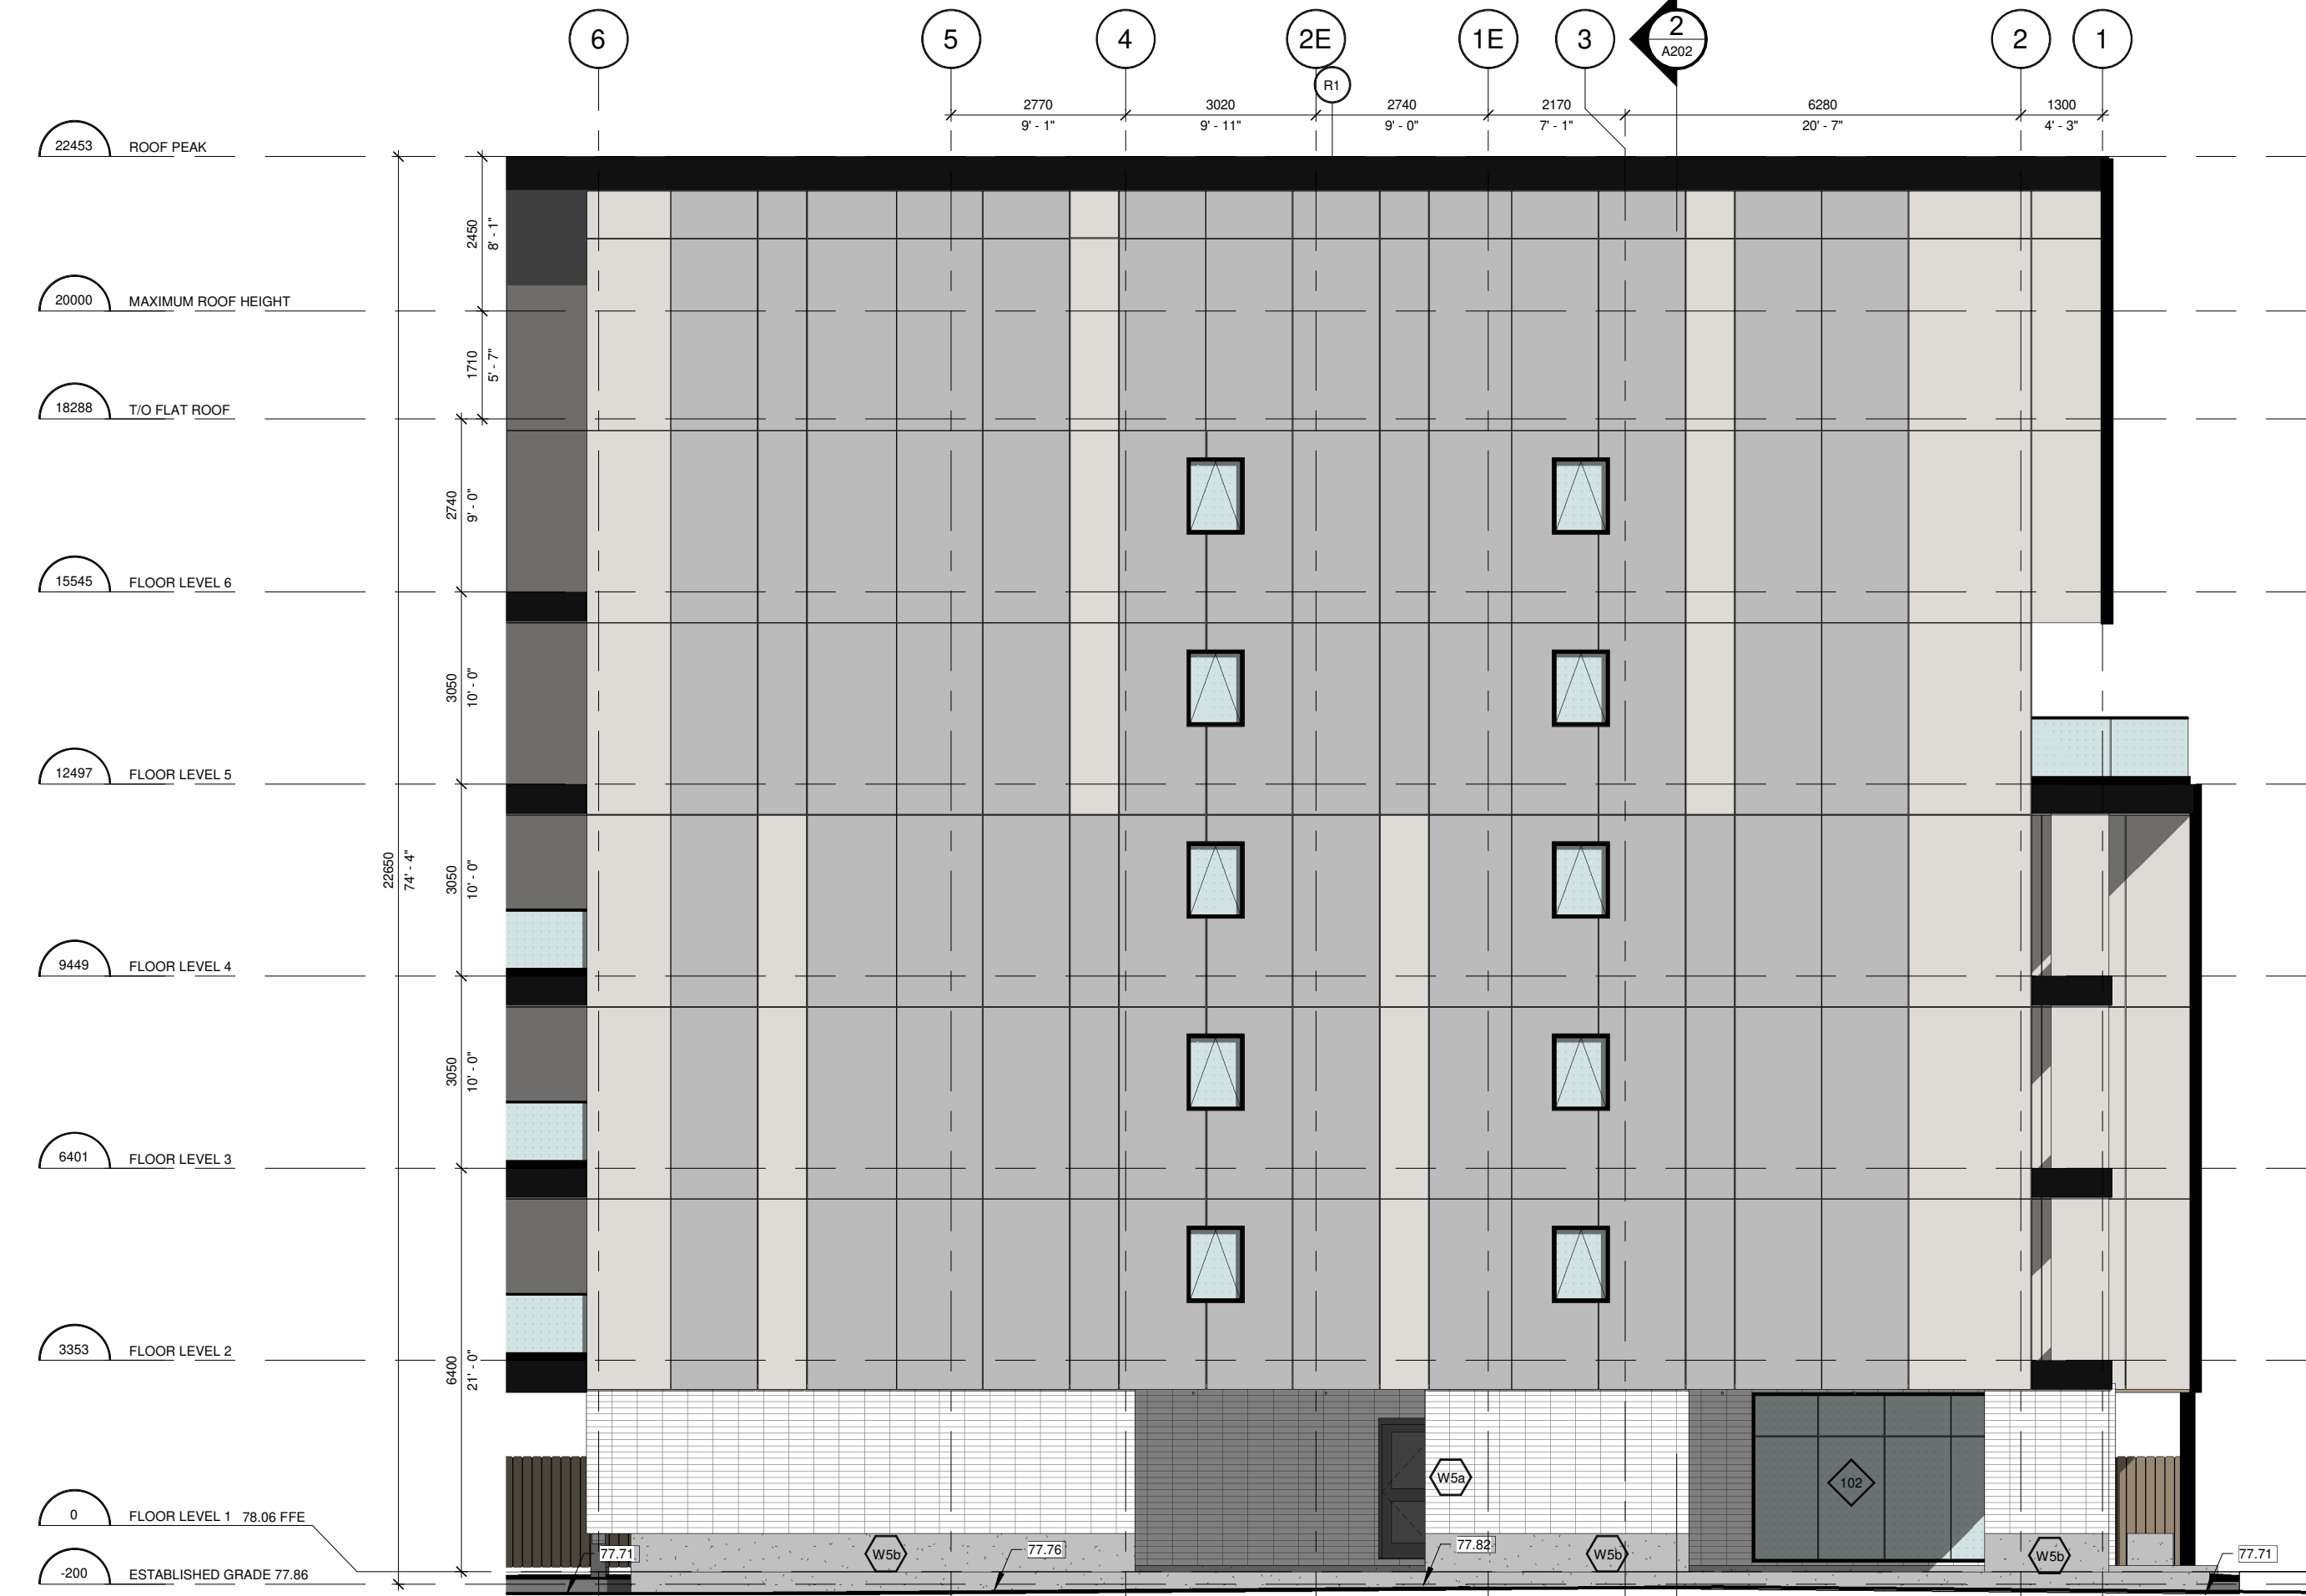 6
5
4
2E
1E
3
2
A202
2
1
R1
2770
3020
2740
2170
6280
1300
9' - 1"
9' - 11"
9' - 0"
7' - 1"
20' - 7"
4' - 3"
22453 ROOF PEAK
2450
8' - 1"
20000 MAXIMUM ROOF HEIGHT
1710
5' - 7"
18288 T/O FLAT ROOF
2740
9' - 0"
15545 FLOOR LEVEL 6
3050
10' - 0"
12497 FLOOR LEVEL 5
22650
74' - 4"
3050
10' - 0"
9449 FLOOR LEVEL 4
3050
10' - 0"
6401 FLOOR LEVEL 3
3353 FLOOR LEVEL 2
6400
21' - 0"
W5a
102
0 FLOOR LEVEL 1 78.06 FFE
77.71
W5b
77.76
77.82
W5b
W5b
77.71
-200 ESTABLISHED GRADE 77.86